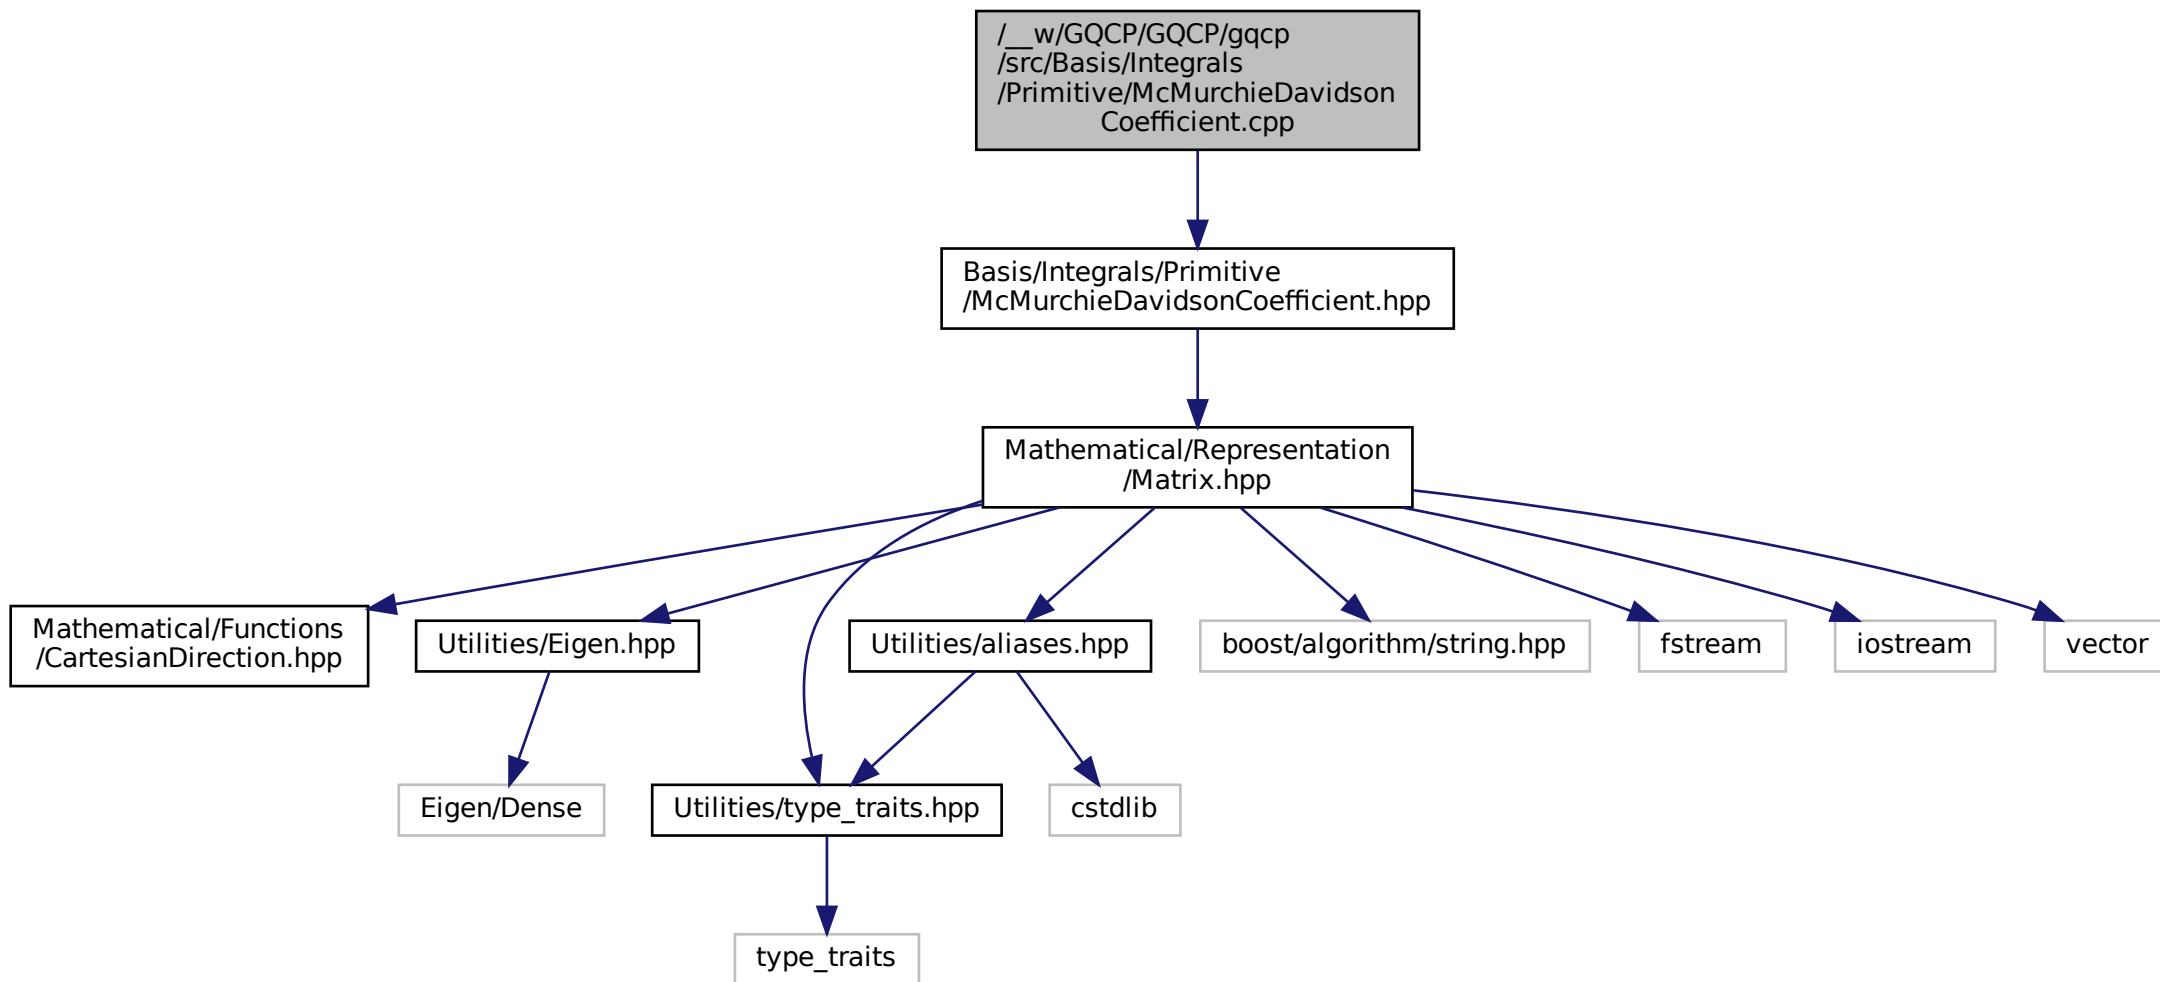 /__w/GQCP/GQCP/gqcp
/src/Basis/Integrals
/Primitive/McMurchieDavidson
Coefficient.cpp
Basis/Integrals/Primitive
/McMurchieDavidsonCoefficient.hpp
Mathematical/Representation
/Matrix.hpp
Mathematical/Functions
/CartesianDirection.hpp
Utilities/Eigen.hpp
Utilities/aliases.hpp
boost/algorithm/string.hpp
fstream
iostream
vector
Eigen/Dense
Utilities/type_traits.hpp
cstdlib
type_traits